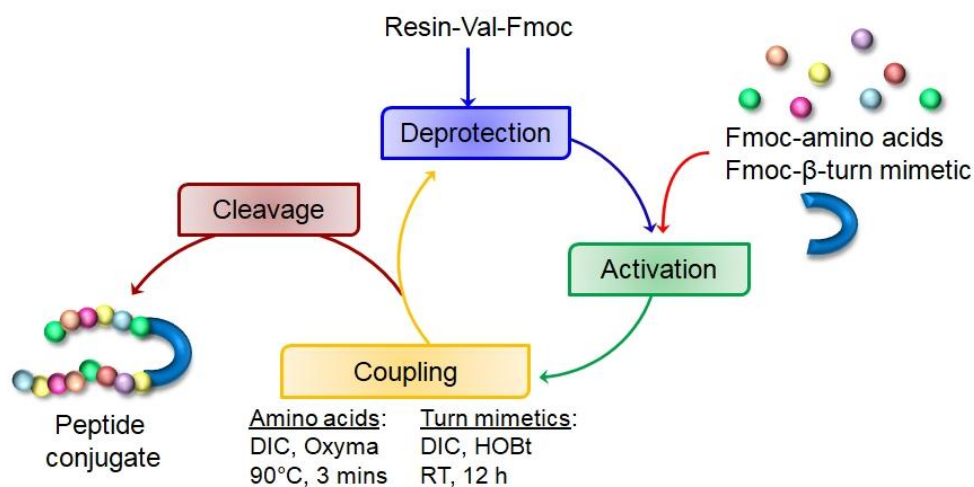 Resin-Val-Fmoc
Deprotection
Fmoc-amino acids
Fmoc-β-turn mimetic
Cleavage
Activation
Coupling
Amino acids:
DIC, Oxyma
90°C, 3 mins
Turn mimetics:
DIC, HOBt
RT, 12 h
Peptide
conjugate